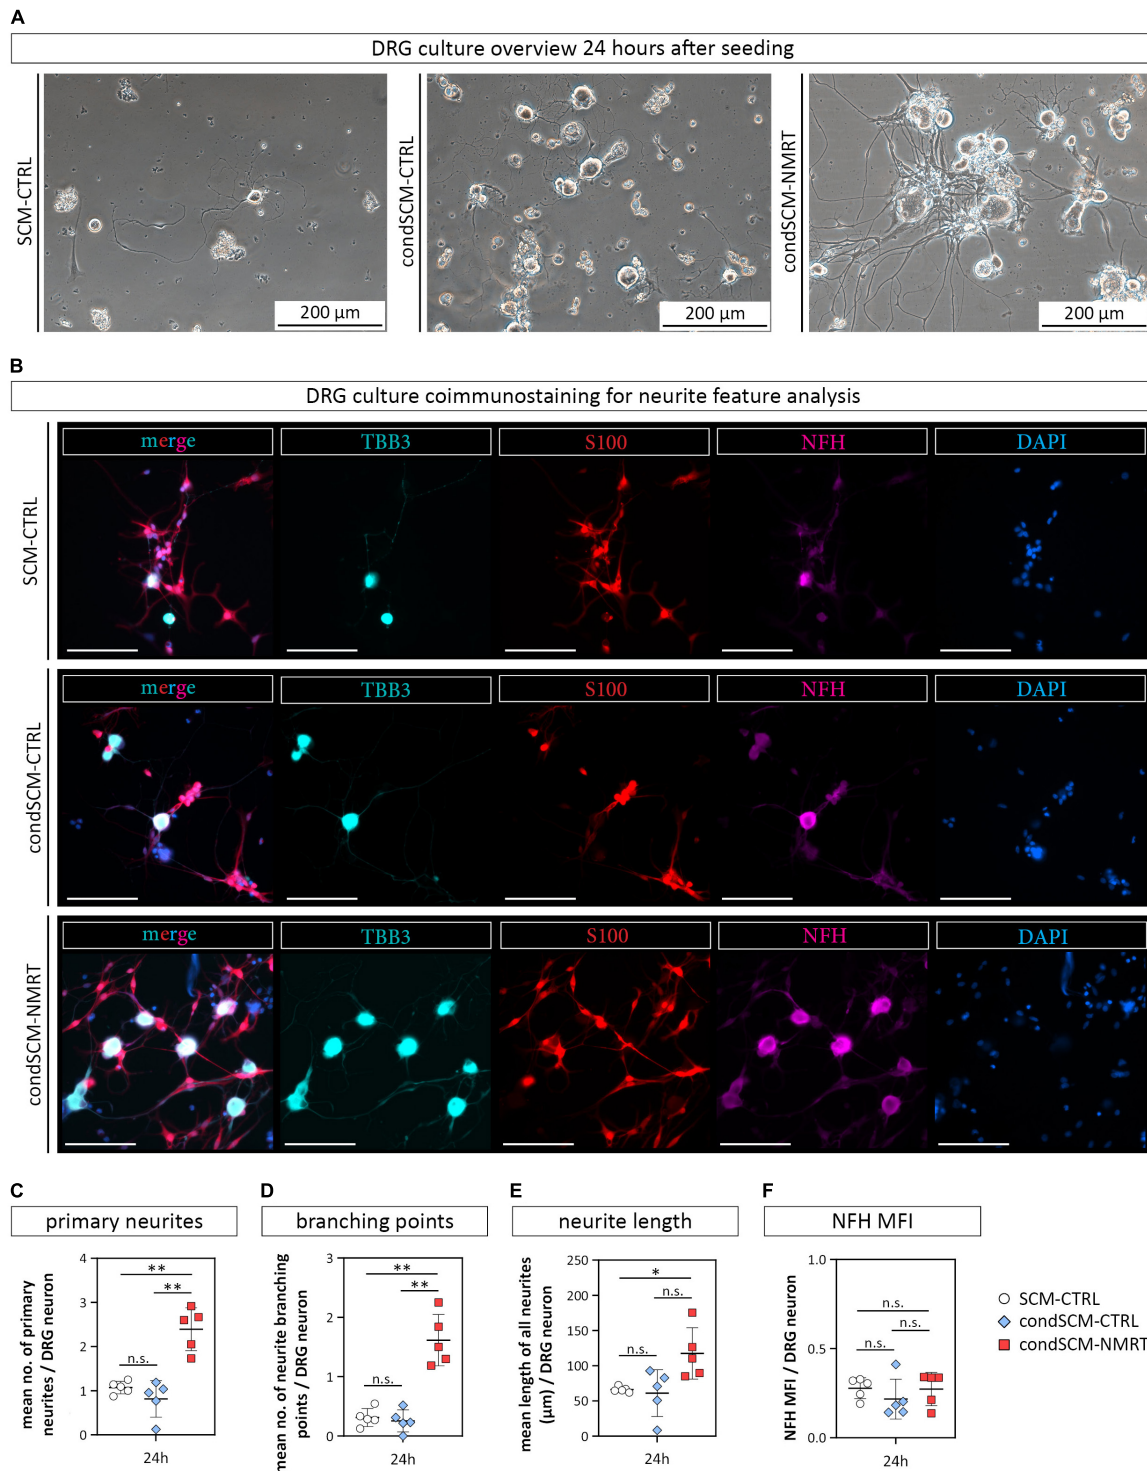 A
DRG culture overview 24 hours after seeding
SCM-CTRL
condSCM-CTRL
condSCM-NMRT
200 µm
200 µm
200 µm
B
DRG culture coimmunostaining for neurite feature analysis
SCM-CTRL
merge TBB3 S100 NFH DAPI
condSCM-CTRL
merge TBB3 S100 NFH DAPI
condSCM-NMRT
merge TBB3 S100 NFH DAPI
C
primary neurites
mean no. of primary
neurites / DRG neuron
4
3
2
1
0
**
**
n.s.
24h
D
branching points
mean no. of neurite branching
points / DRG neuron
3
2
1
0
**
**
n.s.
24h
E
neurite length
mean length of all neurites
(µm) / DRG neuron
250
200
150
100
50
0
*
n.s.
n.s.
24h
F
NFH MFI
NFH MFI / DRG neuron
1.0
0.5
0.0
n.s.
n.s.
n.s.
24h
SCM-CTRL
condSCM-CTRL
condSCM-NMRT